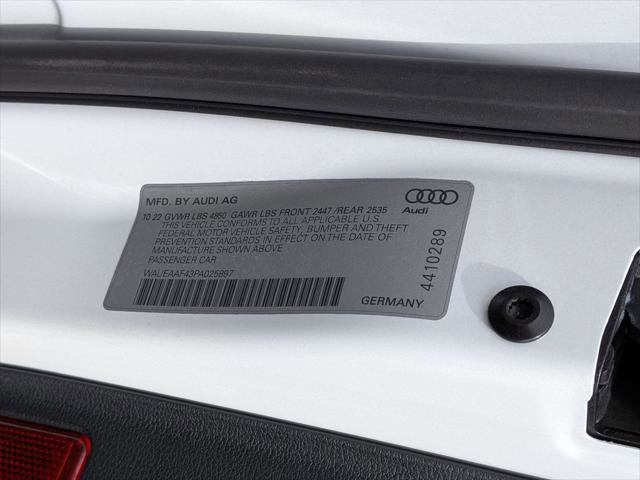 MFD. BY AUDI AG
Audi
10 22 GVWR LBS 4850 GAWR LBS FRONT 2447 /REAR 2535
THIS VEHICLE CONFORMS TO ALL APPLICABLE U.S.
FEDERAL MOTOR VEHICLE SAFETY, BUMPER AND THEFT
PREVENTION STANDARDS IN EFFECT ON THE DATE OF
MANUFACTURE SHOWN ABOVE
PASSENGER CAR
WAUEAAF43PA025897
GERMANY
4410289